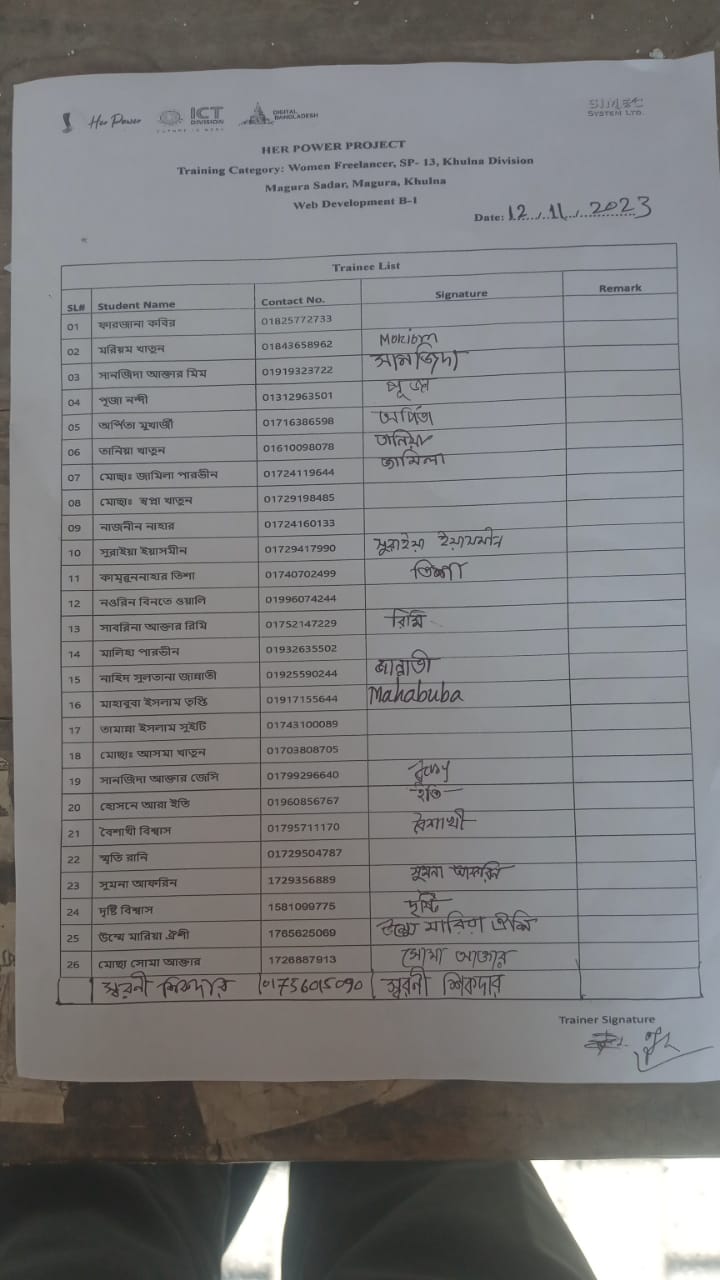 Her Power
ICT
DIVISION
FUTURE IS HERE
DIGITAL
BANGLADESH
SIMEC
SYSTEM LTD.
HER POWER PROJECT
Training Category: Women Freelancer, SP- 13, Khulna Division
Magura Sadar, Magura, Khulna
Web Development B-1
Date: 12.11.2023
Trainee List
SL# Student Name Contact No. Signature Remark
01 ফারজানা কবির 01825772733
02 মরিয়ম খাতুন 01843658962
03 সানজিদা আক্তার মিম 01919323722 সানজিদা
04 পূজা নন্দী 01312963501 পূজা
05 অর্পিতা মুখার্জী 01716386598 অর্পিতা
06 তানিয়া খাতুন 01610098078 তানিয়া
07 মোছাঃ জামিলা পারভীন 01724119644 জামিলা
08 মোছাঃ স্বপ্না খাতুন 01729198485
09 নাজনীন নাহার 01724160133
10 সুরাইয়া ইয়াসমীন 01729417990 সুরাইয়া ইয়াসমীন
11 কামরুননাহার তিশা 01740702499 তিশা
12 নওরিন বিনতে ওয়ালি 01996074244
13 সাবরিনা আক্তার রিমি 01752147229 রিমি
14 মালিহা পারভীন 01932635502
15 নাহিদ সুলতানা জান্নাতী 01925590244 জান্নাতী
16 মাহাবুবা ইসলাম তৃপ্তি 01917155644 Mahabuba
17 তামান্না ইসলাম সুইটি 01743100089
18 মোছাঃ আসমা খাতুন 01703808705
19 সানজিদা আক্তার জেসি 01799296640
20 হোসনে আরা ইতি 01960856767 ইতি
21 বৈশাখী বিশ্বাস 01795711170 বৈশাখী
22 স্মৃতি রানি 01729504787
23 সুমনা আফরিন 1729356889 সুমনা আফরিন
24 দৃষ্টি বিশ্বাস 1581099775 দৃষ্টি
25 উম্মে মারিয়া ঐশী 1765625069 উম্মে মারিয়া ঐশি
26 মোছা সোমা আক্তার 1726887913 সোমা আক্তার
স্বরনী শিকদার 01756015090 স্বরনী শিকদার
Trainer Signature